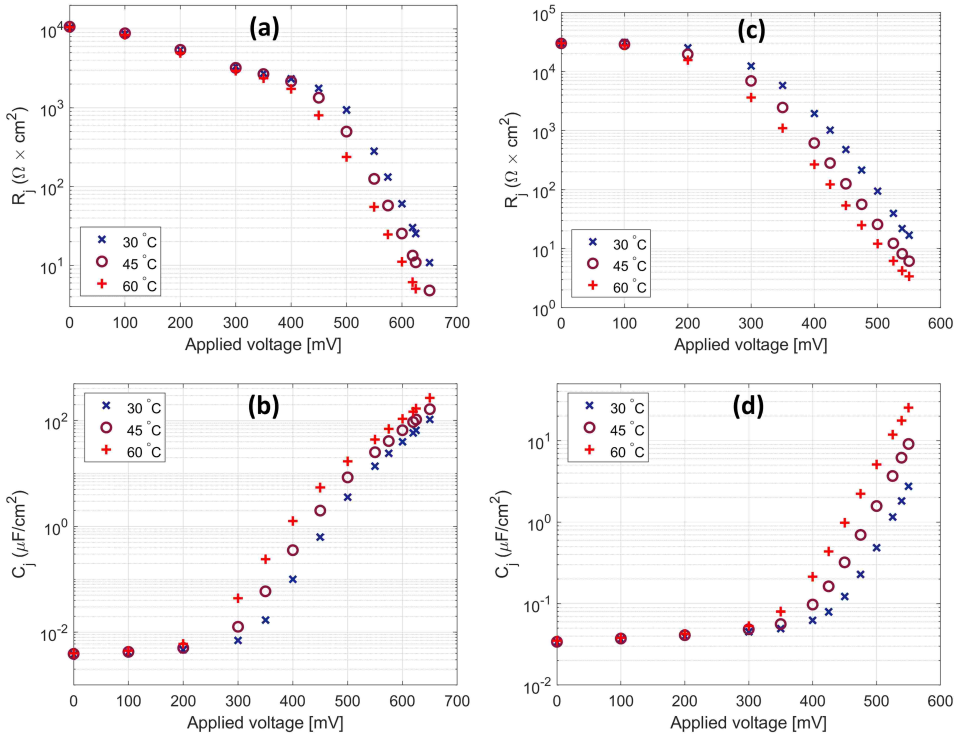 (a)
10^4
10^3
10^2
10^1
R_j (Ω × cm^2)
× 30 °C
○ 45 °C
+ 60 °C
0 100 200 300 400 500 600 700
Applied voltage [mV]
(c)
10^5
10^4
10^3
10^2
10^1
10^0
R_j (Ω × cm^2)
× 30 °C
○ 45 °C
+ 60 °C
0 100 200 300 400 500 600
Applied voltage [mV]
(b)
10^2
10^0
10^-2
C_j (μF/cm^2)
× 30 °C
○ 45 °C
+ 60 °C
0 100 200 300 400 500 600 700
Applied voltage [mV]
(d)
10^1
10^0
10^-1
10^-2
C_j (μF/cm^2)
× 30 °C
○ 45 °C
+ 60 °C
0 100 200 300 400 500 600
Applied voltage [mV]